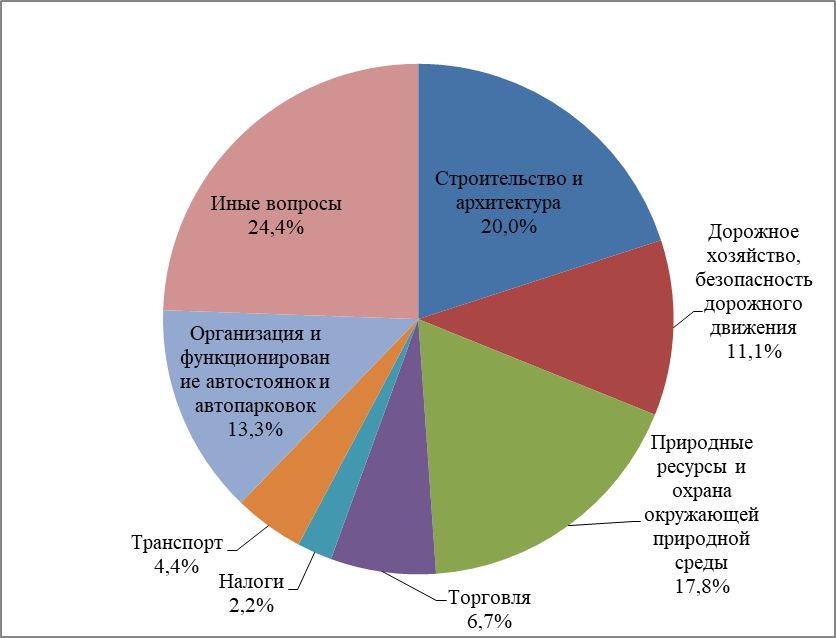 Строительство и
архитектура
20,0%
Дорожное
хозяйство,
безопасность
дорожного
движения
11,1%
Природные
ресурсы и
охрана
окружающей
природной
среды
17,8%
Торговля
6,7%
Налоги
2,2%
Транспорт
4,4%
Организация и
функционирован
ие автостоянок и
автопарковок
13,3%
Иные вопросы
24,4%